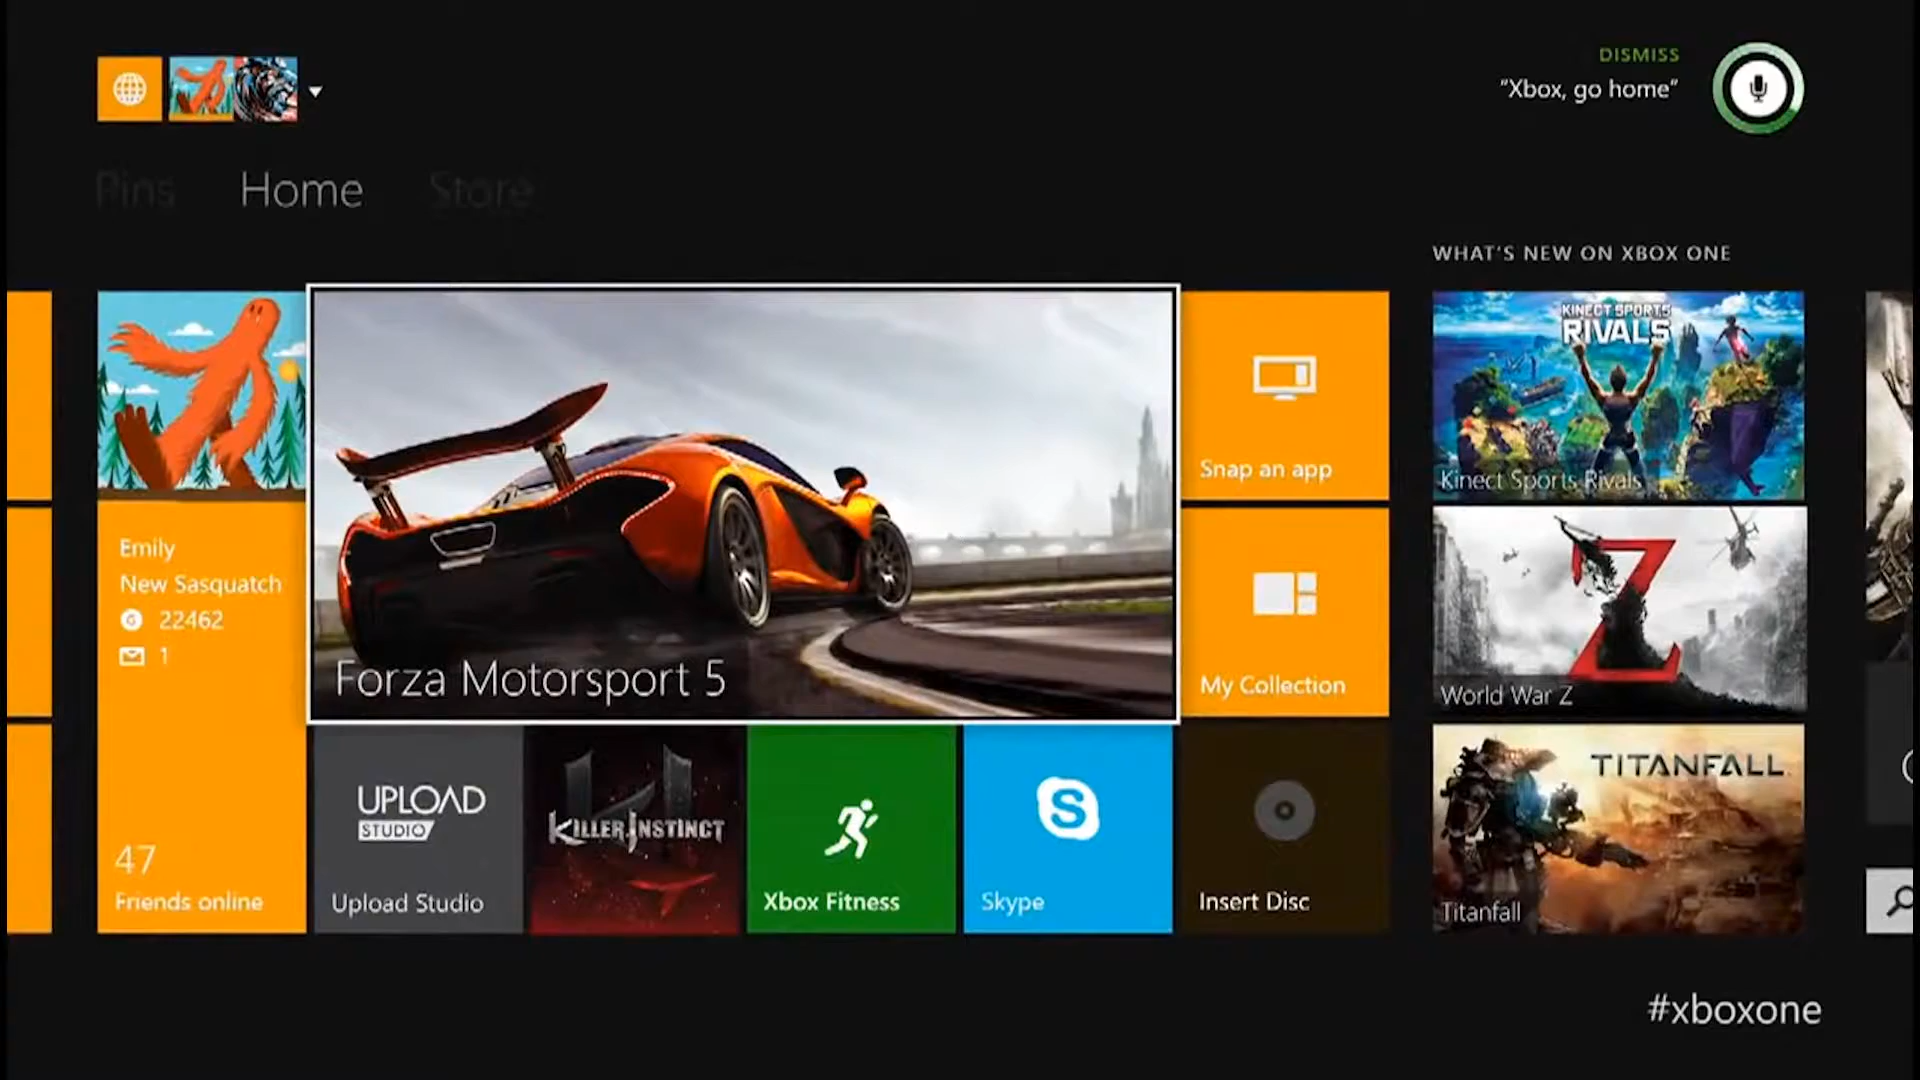 DISMISS
"Xbox, go home"
Pins
Home
Store
WHAT'S NEW ON XBOX ONE
Emily
New Sasquatch
G 22462
1
47
Friends online
Forza Motorsport 5
Snap an app
My Collection
UPLOAD
STUDIO
Upload Studio
KILLER INSTINCT
Xbox Fitness
S
Skype
Insert Disc
KINECT SPORTS
RIVALS
Kinect Sports Rivals
Z
World War Z
TITANFALL
Titanfall
#xboxone